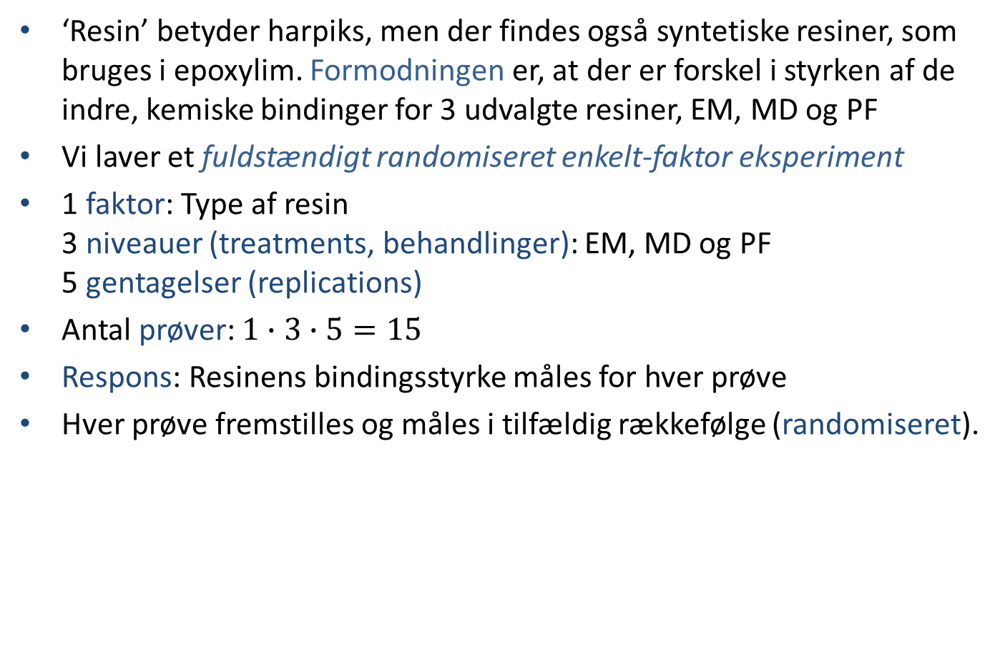 • ‘Resin’ betyder harpiks, men der findes også syntetiske resiner, som
bruges i epoxylim. Formodningen er, at der er forskel i styrken af de
indre, kemiske bindinger for 3 udvalgte resiner, EM, MD og PF
• Vi laver et fuldstændigt randomiseret enkelt-faktor eksperiment
• 1 faktor: Type af resin
3 niveauer (treatments, behandlinger): EM, MD og PF
5 gentagelser (replications)
• Antal prøver: 1 · 3 · 5 = 15
• Respons: Resinens bindingsstyrke måles for hver prøve
• Hver prøve fremstilles og måles i tilfældig rækkefølge (randomiseret).